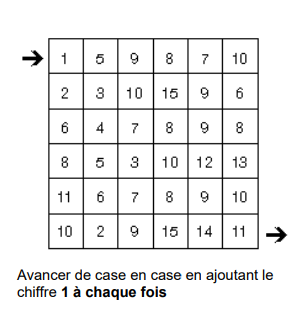 1 5 9 8 7 10
2 3 10 15 9 6
6 4 7 8 9 8
8 5 3 10 12 13
11 6 7 8 9 10
10 2 9 15 14 11
Avancer de case en case en ajoutant le
chiffre 1 à chaque fois